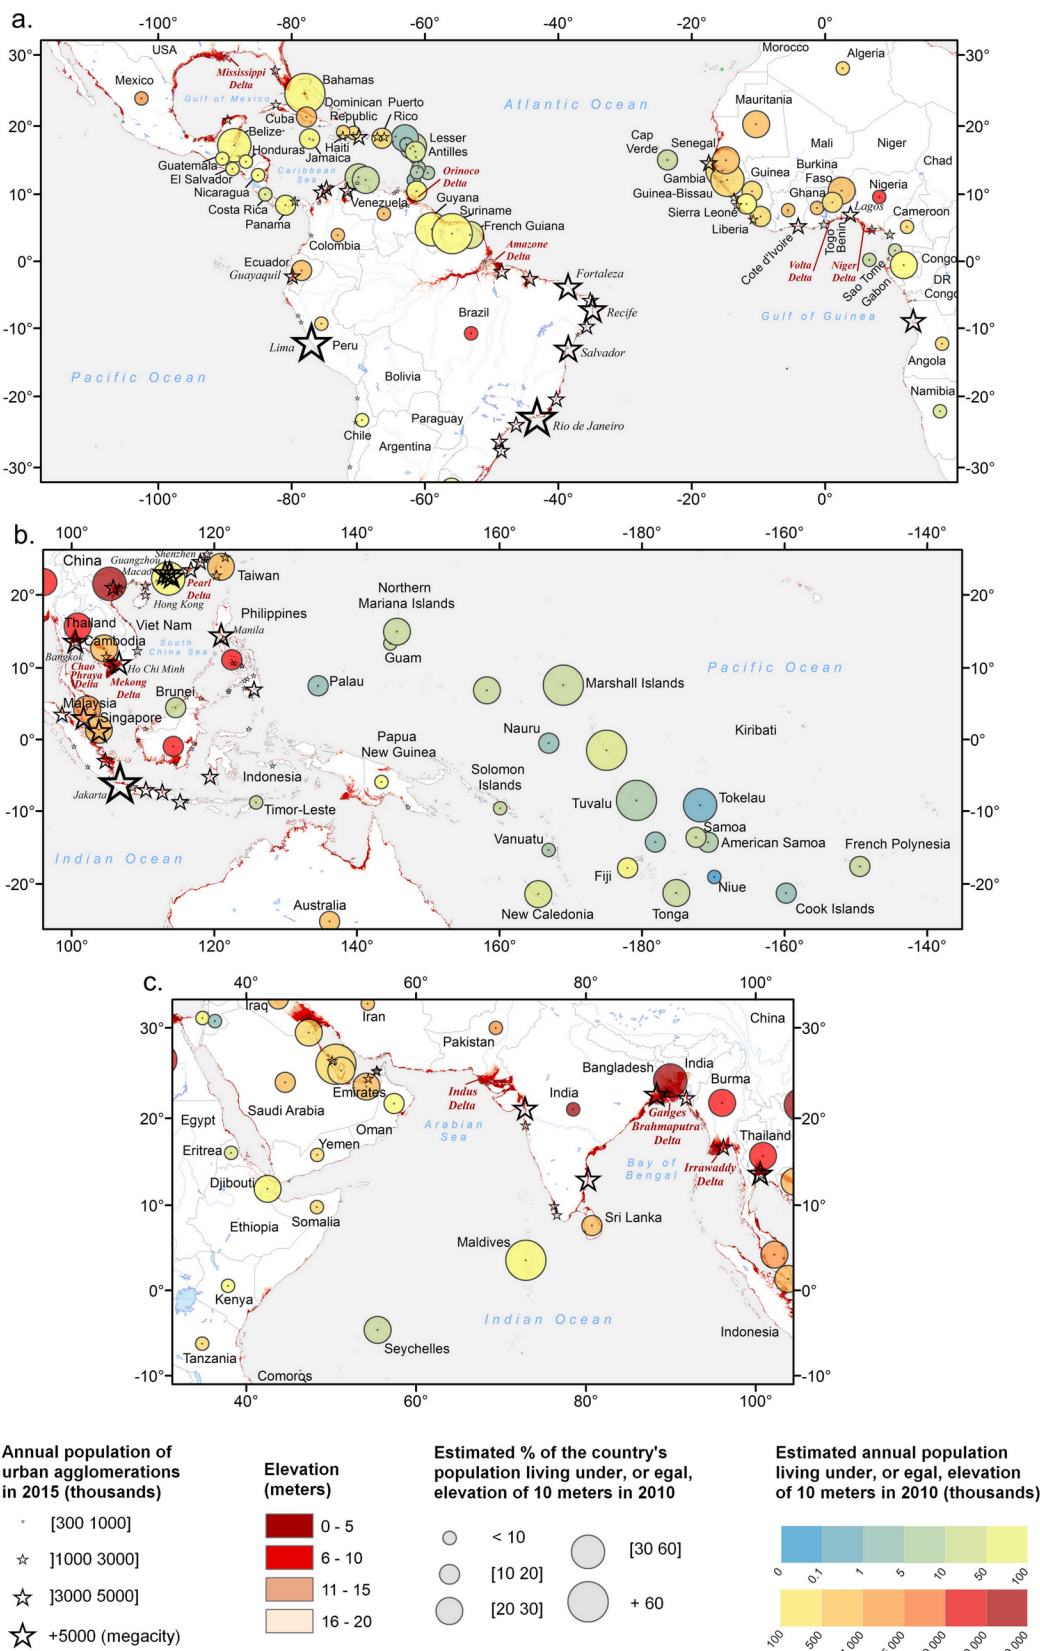 a.
-100°
-80°
-60°
-40°
-20°
0°
30°
20°
10°
0°
-10°
-20°
-30°
30°
20°
10°
0°
-10°
-20°
-30°
USA
Mexico
Mississippi
Delta
Gulf of Mexico
Bahamas
Cuba
Dominican
Republic
Puerto
Rico
Haiti
Jamaica
Belize
Honduras
Guatemala
El Salvador
Nicaragua
Costa Rica
Panama
Caribbean
Sea
Lesser
Antilles
Orinoco
Delta
Venezuela
Guyana
Suriname
French Guiana
Colombia
Ecuador
Guayaquil
Amazone
Delta
Fortaleza
Recife
Brazil
Lima
Peru
Salvador
Bolivia
Paraguay
Rio de Janeiro
Chile
Argentina
Pacific Ocean
Atlantic Ocean
Morocco
Algeria
Mauritania
Cap
Verde
Senegal
Mali
Niger
Chad
Gambia
Guinea
Burkina
Faso
Guinea-Bissau
Ghana
Nigeria
Sierra Leone
Lagos
Liberia
Cameroon
Cote d'Ivoire
Togo
Benin
Volta
Delta
Niger
Delta
Sao Tome
Gabon
Congo
DR
Congo
Gulf of Guinea
Angola
Namibia
-100°
-80°
-60°
-40°
-20°
0°
b.
100°
120°
140°
160°
-180°
-160°
-140°
20°
10°
0°
-10°
-20°
20°
10°
0°
-10°
-20°
China
Shenzhen
Guangzhou
Macao
Pearl
Delta
Hong Kong
Taiwan
Thailand
Viet Nam
Philippines
Manila
Cambodia
South
China Sea
Bangkok
Chao
Phraya
Delta
Ho Chi Minh
Mekong
Delta
Brunei
Malaysia
Singapore
Jakarta
Indonesia
Timor-Leste
Indian Ocean
Australia
Northern
Mariana Islands
Guam
Palau
Marshall Islands
Pacific Ocean
Nauru
Kiribati
Papua
New Guinea
Solomon
Islands
Tuvalu
Tokelau
Samoa
American Samoa
French Polynesia
Vanuatu
Fiji
Niue
New Caledonia
Tonga
Cook Islands
100°
120°
140°
160°
-180°
-160°
-140°
c.
40°
60°
80°
100°
30°
20°
10°
0°
-10°
30°
20°
10°
0°
-10°
Iraq
Iran
Pakistan
China
Bangladesh
India
Burma
Emirates
Indus
Delta
India
Saudi Arabia
Ganges
Brahmaputra
Delta
Egypt
Oman
Arabian
Sea
Thailand
Eritrea
Yemen
Bay of
Bengal
Irrawaddy
Delta
Djibouti
Ethiopia
Somalia
Sri Lanka
Maldives
Kenya
Indian Ocean
Indonesia
Seychelles
Tanzania
Comoros
40°
60°
80°
100°
Annual population of
urban agglomerations
in 2015 (thousands)
[300 1000]
]1000 3000]
]3000 5000]
+5000 (megacity)
Elevation
(meters)
0 - 5
6 - 10
11 - 15
16 - 20
Estimated % of the country's
population living under, or egal,
elevation of 10 meters in 2010
< 10
[10 20]
[20 30]
[30 60]
+ 60
Estimated annual population
living under, or egal, elevation
of 10 meters in 2010 (thousands)
0
0.1
1
5
10
50
100
100
500